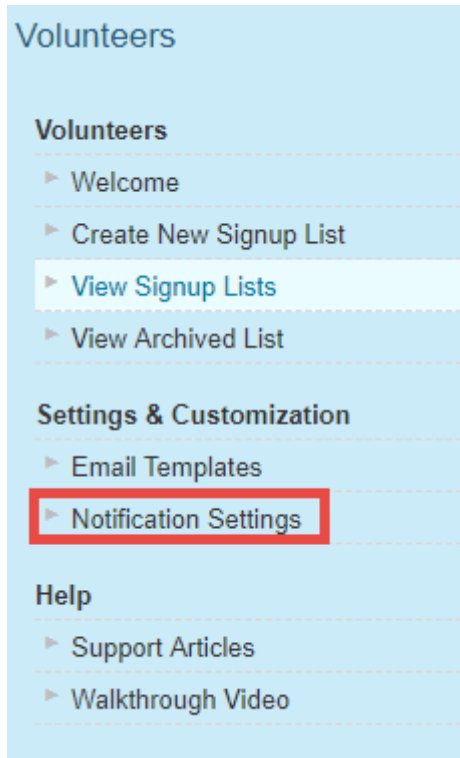 Volunteers
Volunteers
Welcome
Create New Signup List
View Signup Lists
View Archived List
Settings & Customization
Email Templates
Notification Settings
Help
Support Articles
Walkthrough Video